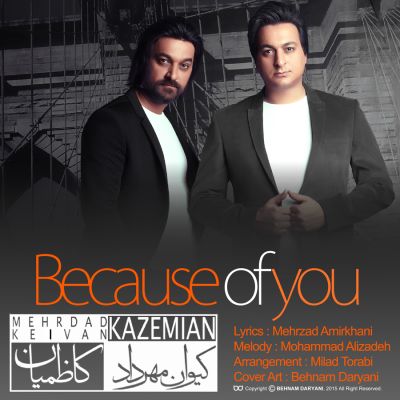 Because of you
MEHRDAD
KEIVAN
KAZEMIAN
کاظمیان
کیوان مهرداد
Lyrics : Mehrzad Amirkhani
Melody : Mohammad Alizadeh
Arrangement : Milad Torabi
Cover Art : Behnam Daryani
Copyright © BEHNAM DARYANI, 2015 All Right Reserved.